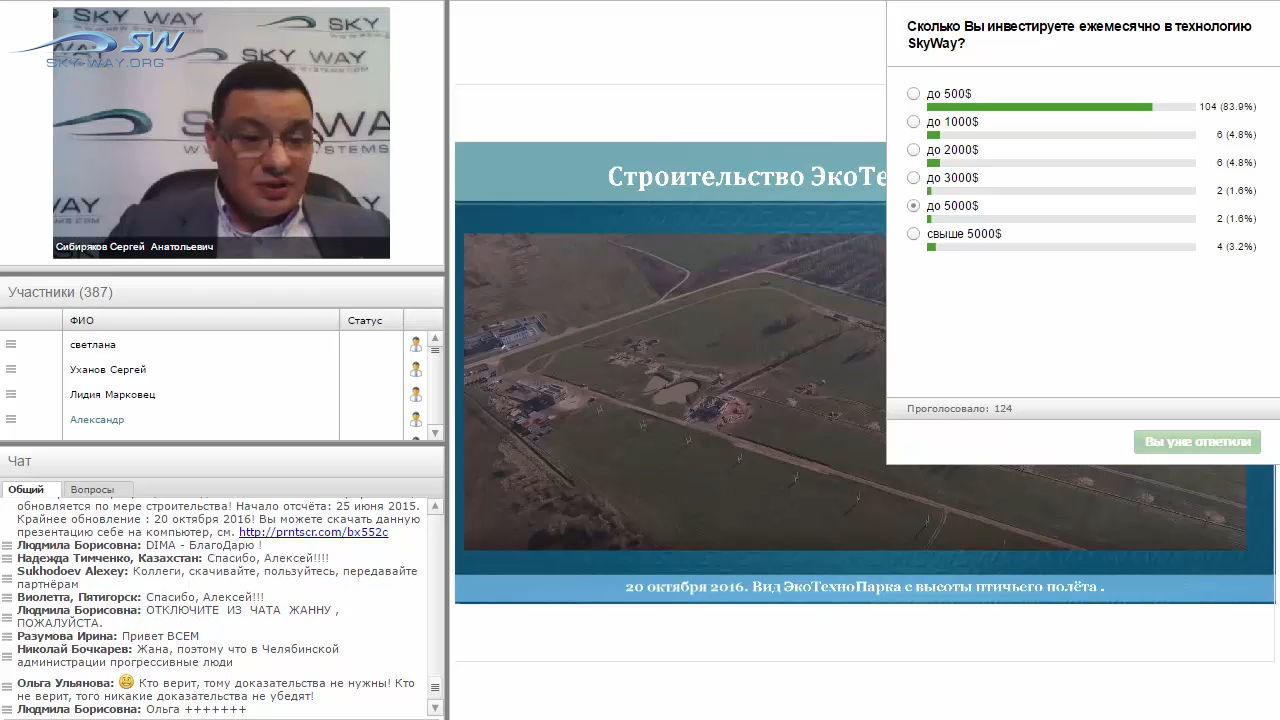 SKY WAY
SW
SKY-WAY.ORG
SKY WAY
SKY WAY
WAY
Сибиряков Сергей Анатольевич
Участники (387)
ФИО
Статус
светлана
Уханов Сергей
Лидия Марковец
Александр
Чат
Общий
Вопросы
обновляется по мере строительства! Начало отсчёта: 25 июня 2015.
Крайнее обновление : 20 октября 2016! Вы можете скачать данную
презентацию себе на компьютер, см. http://prntscr.com/bx552c
Людмила Борисовна: DIMA - БлагоДарю !
Надежда Тимченко, Казахстан: Спасибо, Алексей!!!!
Sukhodoev Alexey: Коллеги, скачивайте, пользуйтесь, передавайте
партнёрам
Виолетта, Пятигорск: Спасибо, Алексей!!!
Людмила Борисовна: ОТКЛЮЧИТЕ ИЗ ЧАТА ЖАННУ ,
ПОЖАЛУЙСТА.
Разумова Ирина: Привет ВСЕМ
Николай Бочкарев: Жана, поэтому что в Челябинской
администрации прогрессивные люди
Ольга Ульянова: Кто верит, тому доказательства не нужны! Кто
не верит, того никакие доказательства не убедят!
Людмила Борисовна: Ольга +++++++
Строительство ЭкоТе
20 октября 2016. Вид ЭкоТехноПарка с высоты птичьего полёта .
Сколько Вы инвестируете ежемесячно в технологию
SkyWay?
до 500$
104 (83.9%)
до 1000$
6 (4.8%)
до 2000$
6 (4.8%)
до 3000$
2 (1.6%)
до 5000$
2 (1.6%)
свыше 5000$
4 (3.2%)
Проголосовало: 124
Вы уже ответили